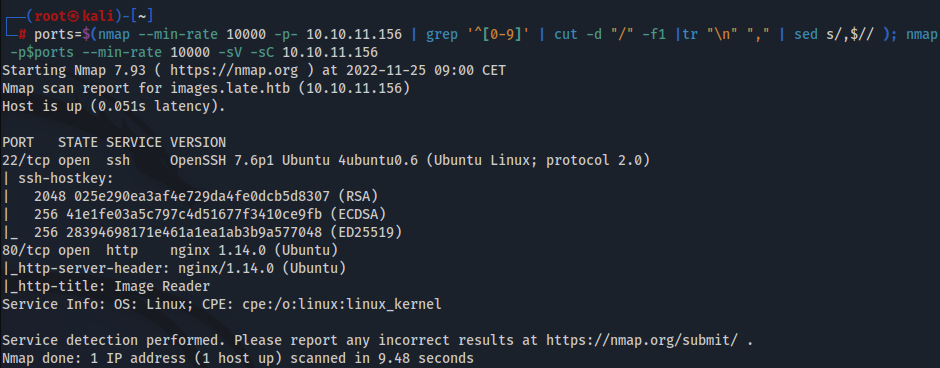 ┌──(root㉿kali)-[~]
└─# ports=$(nmap --min-rate 10000 -p- 10.10.11.156 | grep '^[0-9]' | cut -d "/" -f1 |tr "\n" "," | sed s/,$// ); nmap
-p$ports --min-rate 10000 -sV -sC 10.10.11.156
Starting Nmap 7.93 ( https://nmap.org ) at 2022-11-25 09:00 CET
Nmap scan report for images.late.htb (10.10.11.156)
Host is up (0.051s latency).

PORT   STATE SERVICE VERSION
22/tcp open  ssh     OpenSSH 7.6p1 Ubuntu 4ubuntu0.6 (Ubuntu Linux; protocol 2.0)
| ssh-hostkey:
|   2048 025e290ea3af4e729da4fe0dcb5d8307 (RSA)
|   256 41e1fe03a5c797c4d51677f3410ce9fb (ECDSA)
|_  256 28394698171e461a1ea1ab3b9a577048 (ED25519)
80/tcp open  http    nginx 1.14.0 (Ubuntu)
|_http-server-header: nginx/1.14.0 (Ubuntu)
|_http-title: Image Reader
Service Info: OS: Linux; CPE: cpe:/o:linux:linux_kernel

Service detection performed. Please report any incorrect results at https://nmap.org/submit/ .
Nmap done: 1 IP address (1 host up) scanned in 9.48 seconds